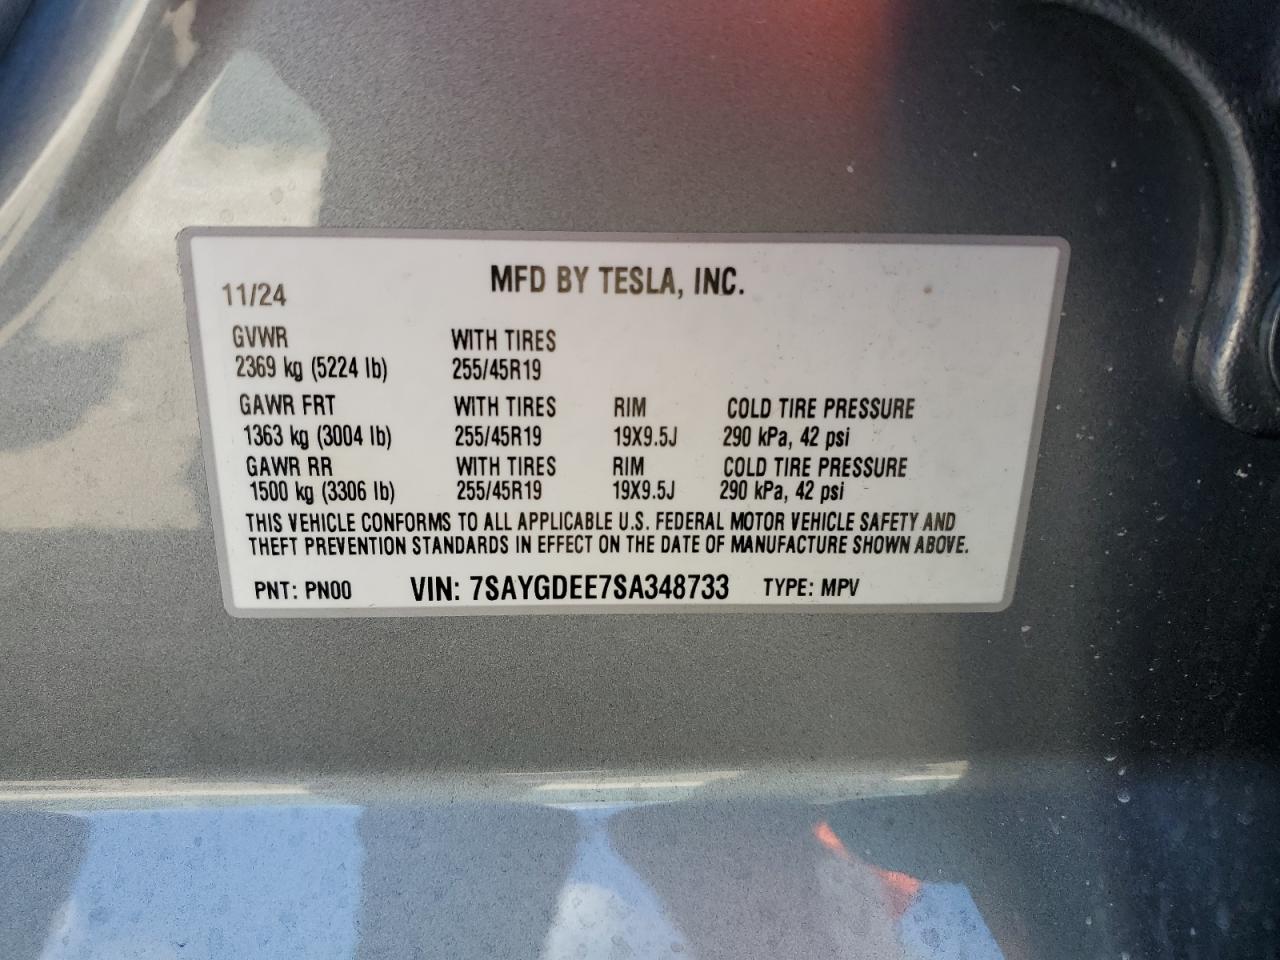 MFD BY TESLA, INC.
11/24
GVWR WITH TIRES
2369 kg (5224 lb) 255/45R19
GAWR FRT WITH TIRES RIM COLD TIRE PRESSURE
1363 kg (3004 lb) 255/45R19 19X9.5J 290 kPa, 42 psi
GAWR RR WITH TIRES RIM COLD TIRE PRESSURE
1500 kg (3306 lb) 255/45R19 19X9.5J 290 kPa, 42 psi
THIS VEHICLE CONFORMS TO ALL APPLICABLE U.S. FEDERAL MOTOR VEHICLE SAFETY AND
THEFT PREVENTION STANDARDS IN EFFECT ON THE DATE OF MANUFACTURE SHOWN ABOVE.
PNT: PN00 VIN: 7SAYGDEE7SA348733 TYPE: MPV